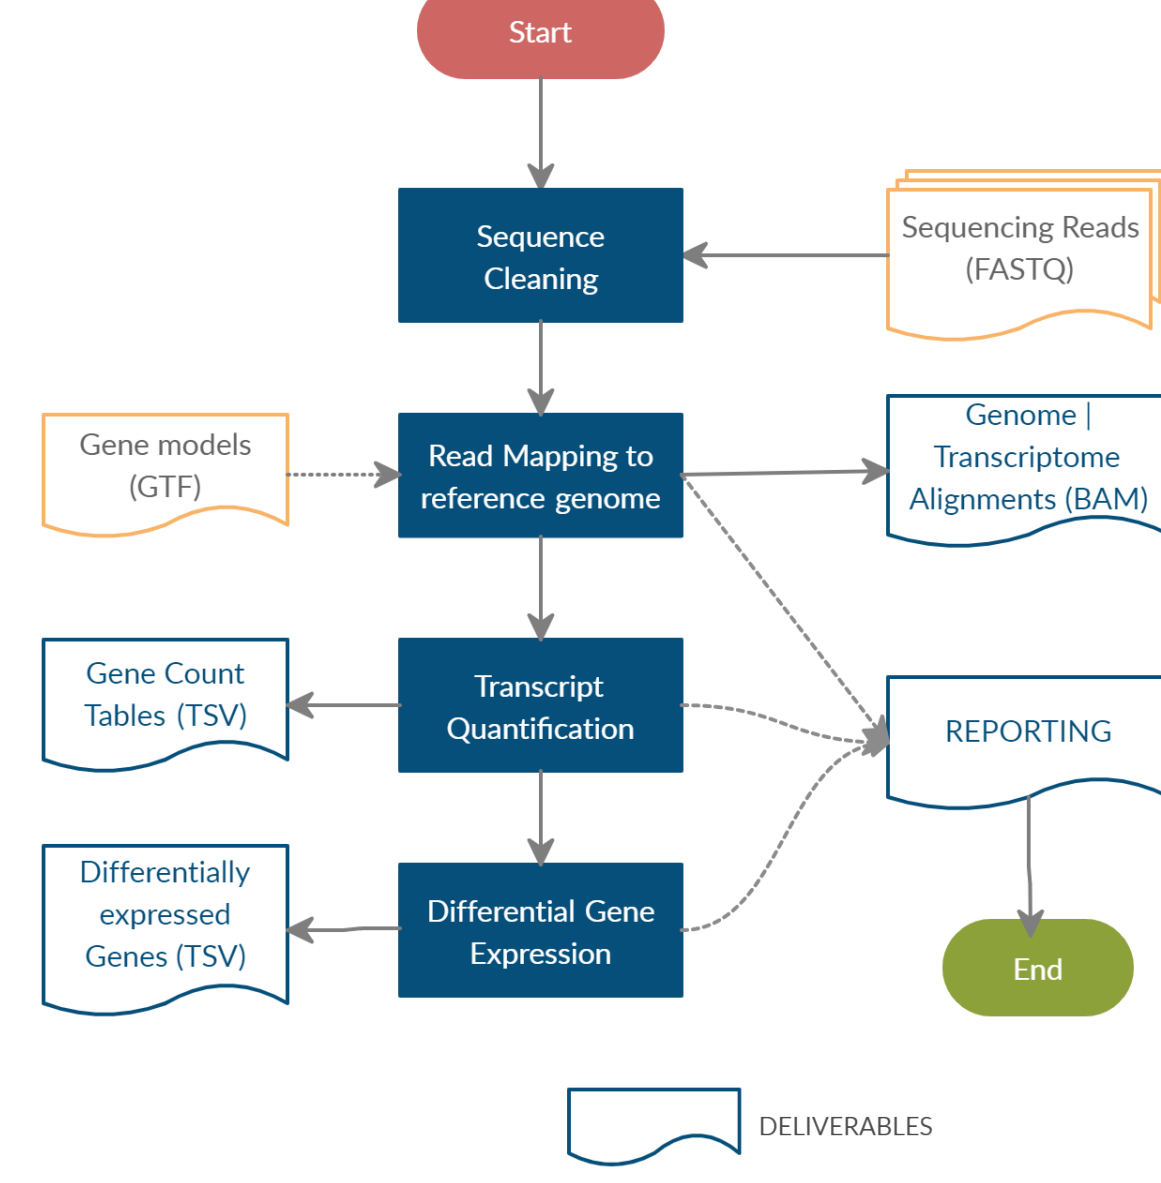 Start
Sequence
Cleaning
Sequencing Reads
(FASTQ)
Gene models
(GTF)
Read Mapping to
reference genome
Genome |
Transcriptome
Alignments (BAM)
Gene Count
Tables (TSV)
Transcript
Quantification
REPORTING
Differentially
expressed
Genes (TSV)
Differential Gene
Expression
End
DELIVERABLES